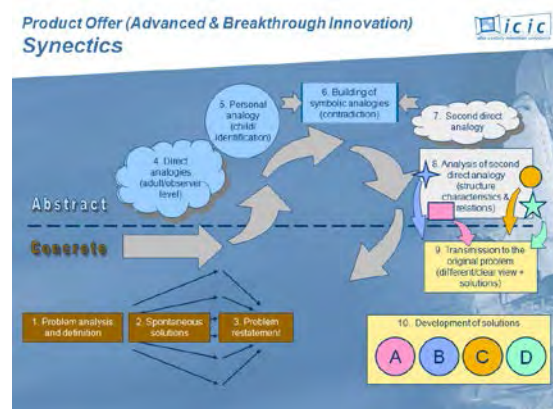 Product Offer (Advanced & Breakthrough Innovation)
Synectics
icic
5. Personal
analogy
(child/
identification)
6. Building of
symbolic analogies
(contradiction)
7. Second direct
analogy
4. Direct
analogies
(adult/observer
level)
8. Analysis of second
direct analogy
(structure
characteristics &
relations)
Abstract
Concrete
9. Transmission to the
original problem
(different/clear view +
solutions)
1. Problem analysis
and definition
2. Spontaneous
solutions
3. Problem
restatement
10. Development of solutions
A
B
C
D